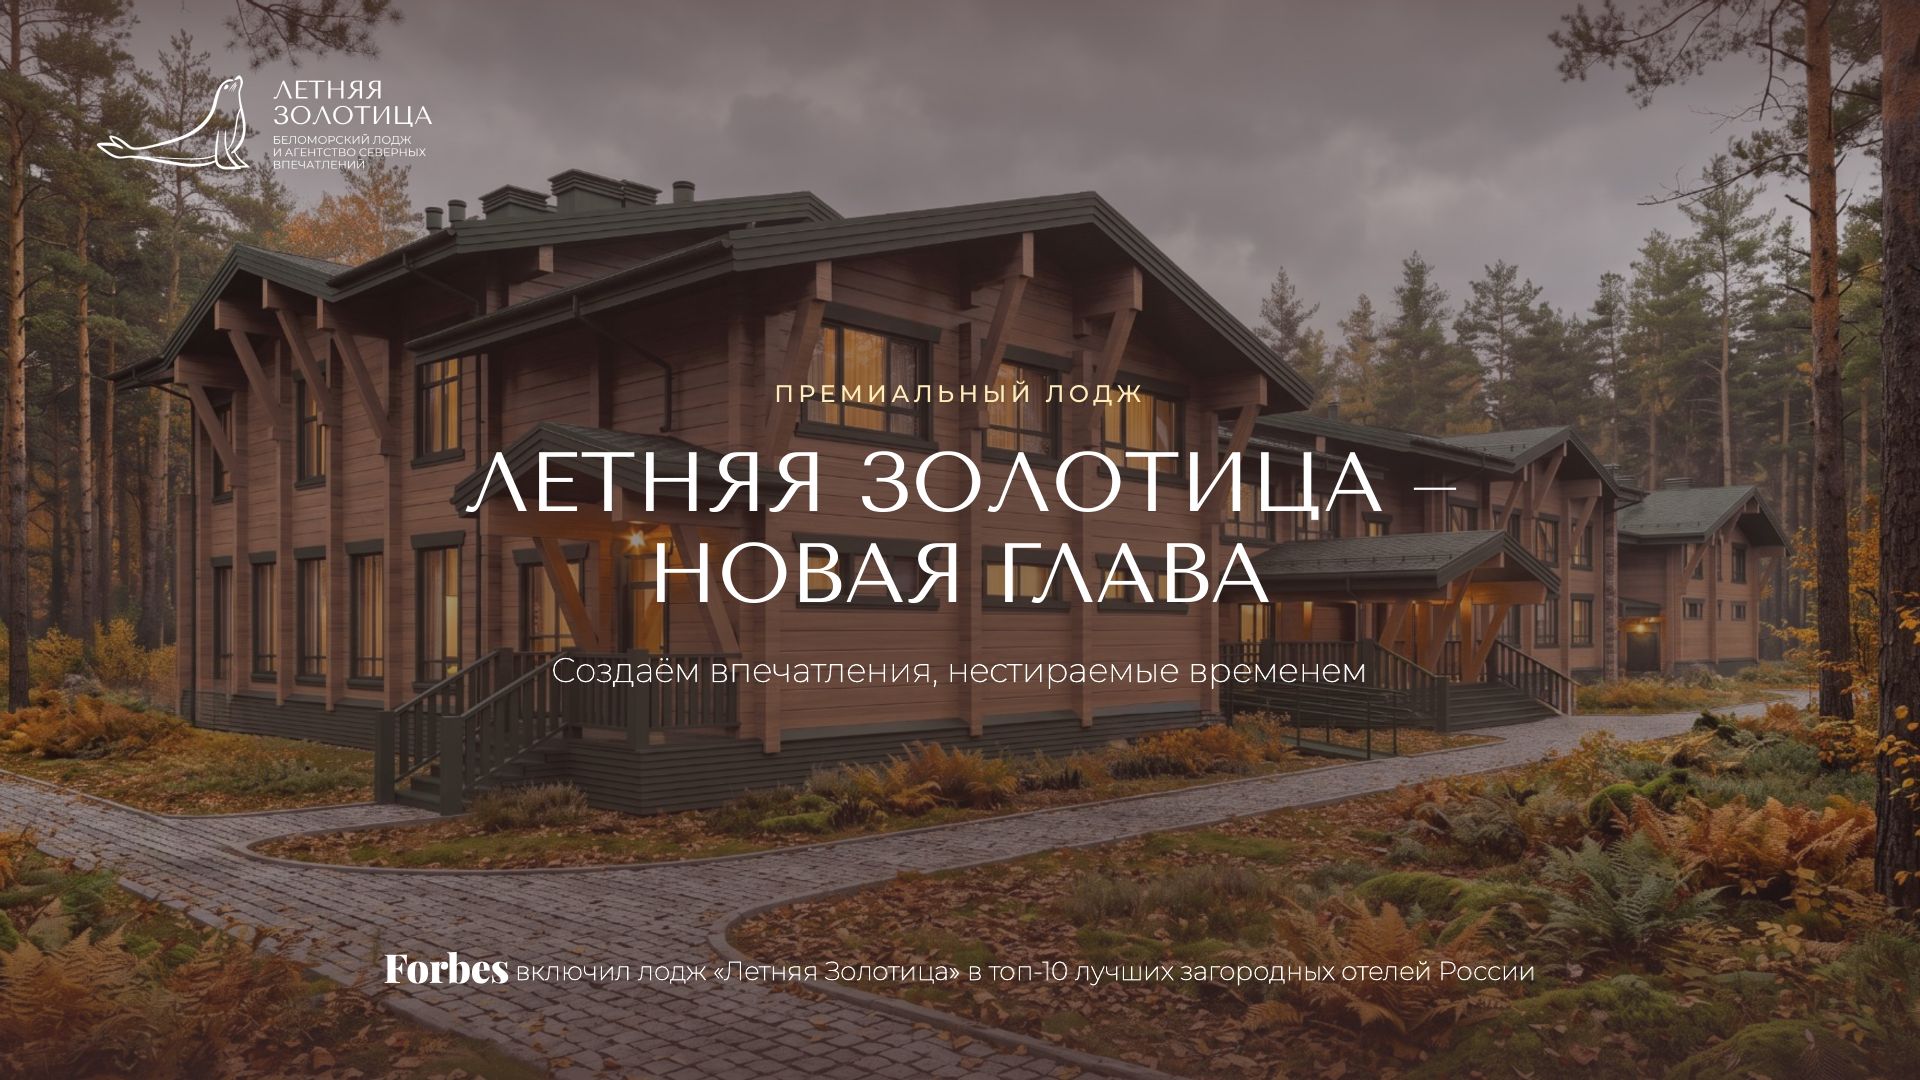 ЛЕТНЯЯ
ЗОЛОТИЦА
БЕЛОМОРСКИЙ ЛОДЖ
И АГЕНТСТВО СЕВЕРНЫХ
ВПЕЧАТЛЕНИЙ
ПРЕМИАЛЬНЫЙ ЛОДЖ
ЛЕТНЯЯ ЗОЛОТИЦА –
НОВАЯ ГЛАВА
Создаём впечатления, нестираемые временем
Forbes включил лодж «Летняя Золотица» в топ-10 лучших загородных отелей России